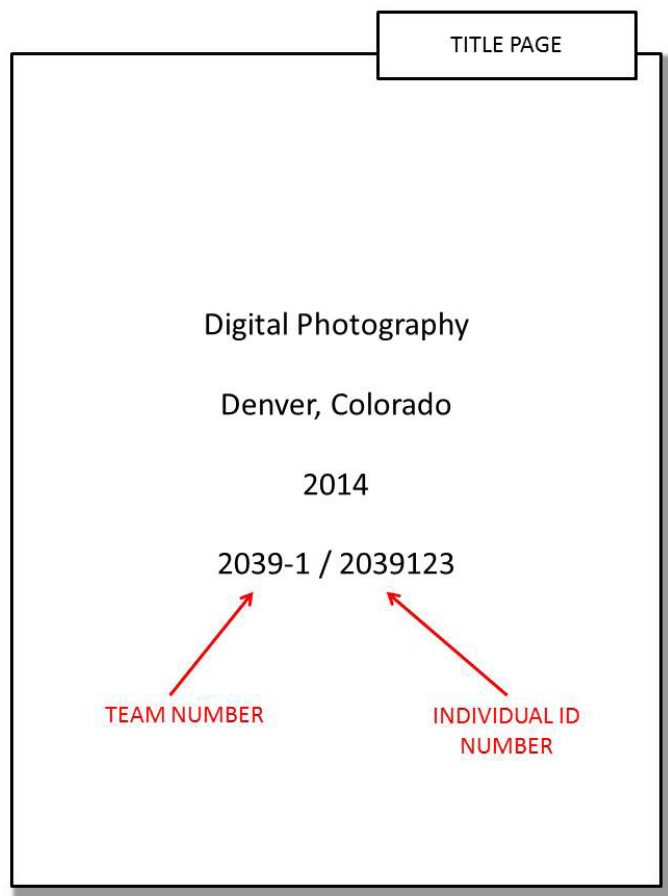 TITLE PAGE
Digital Photography
Denver, Colorado
2014
2039-1 / 2039123
TEAM NUMBER
INDIVIDUAL ID
NUMBER